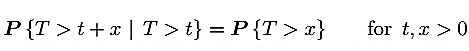 P {T > t + x | T > t} = P {T > x} for t, x > 0